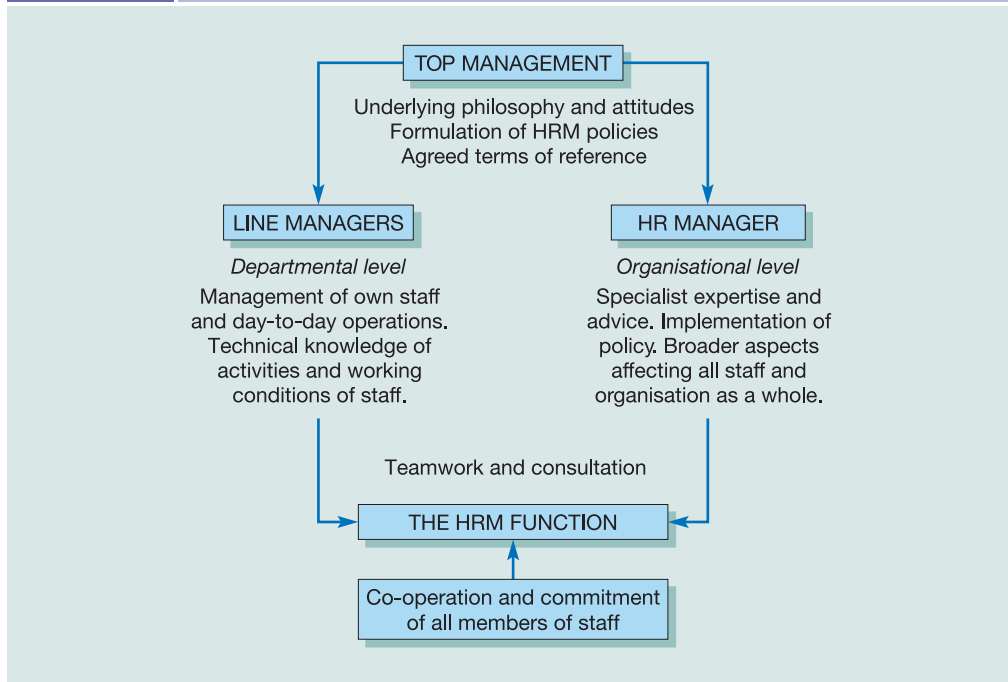 TOP MANAGEMENT
Underlying philosophy and attitudes
Formulation of HRM policies
Agreed terms of reference
LINE MANAGERS
Departmental level
Management of own staff
and day-to-day operations.
Technical knowledge of
activities and working
conditions of staff.
HR MANAGER
Organisational level
Specialist expertise and
advice. Implementation of
policy. Broader aspects
affecting all staff and
organisation as a whole.
Teamwork and consultation
THE HRM FUNCTION
Co-operation and commitment
of all members of staff